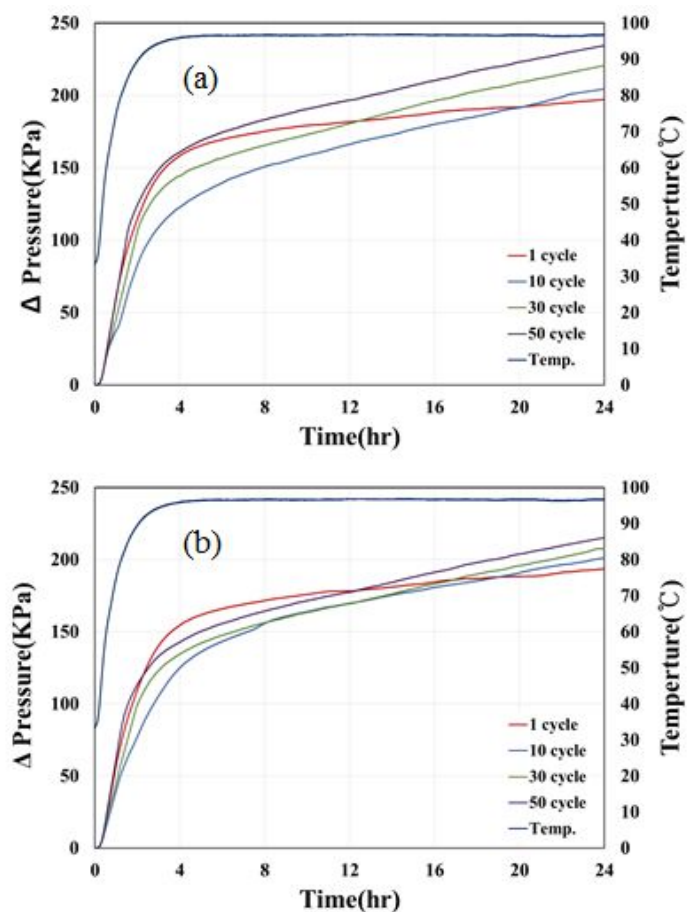 250
200
150
100
50
0
Δ Pressure(KPa)
(a)
1 cycle
10 cycle
30 cycle
50 cycle
Temp.
100
90
80
70
60
50
40
30
20
10
0
Temperture(℃)
0 4 8 12 16 20 24
Time(hr)
250
200
150
100
50
0
Δ Pressure(KPa)
(b)
1 cycle
10 cycle
30 cycle
50 cycle
Temp.
100
90
80
70
60
50
40
30
20
10
0
Temperture(℃)
0 4 8 12 16 20 24
Time(hr)